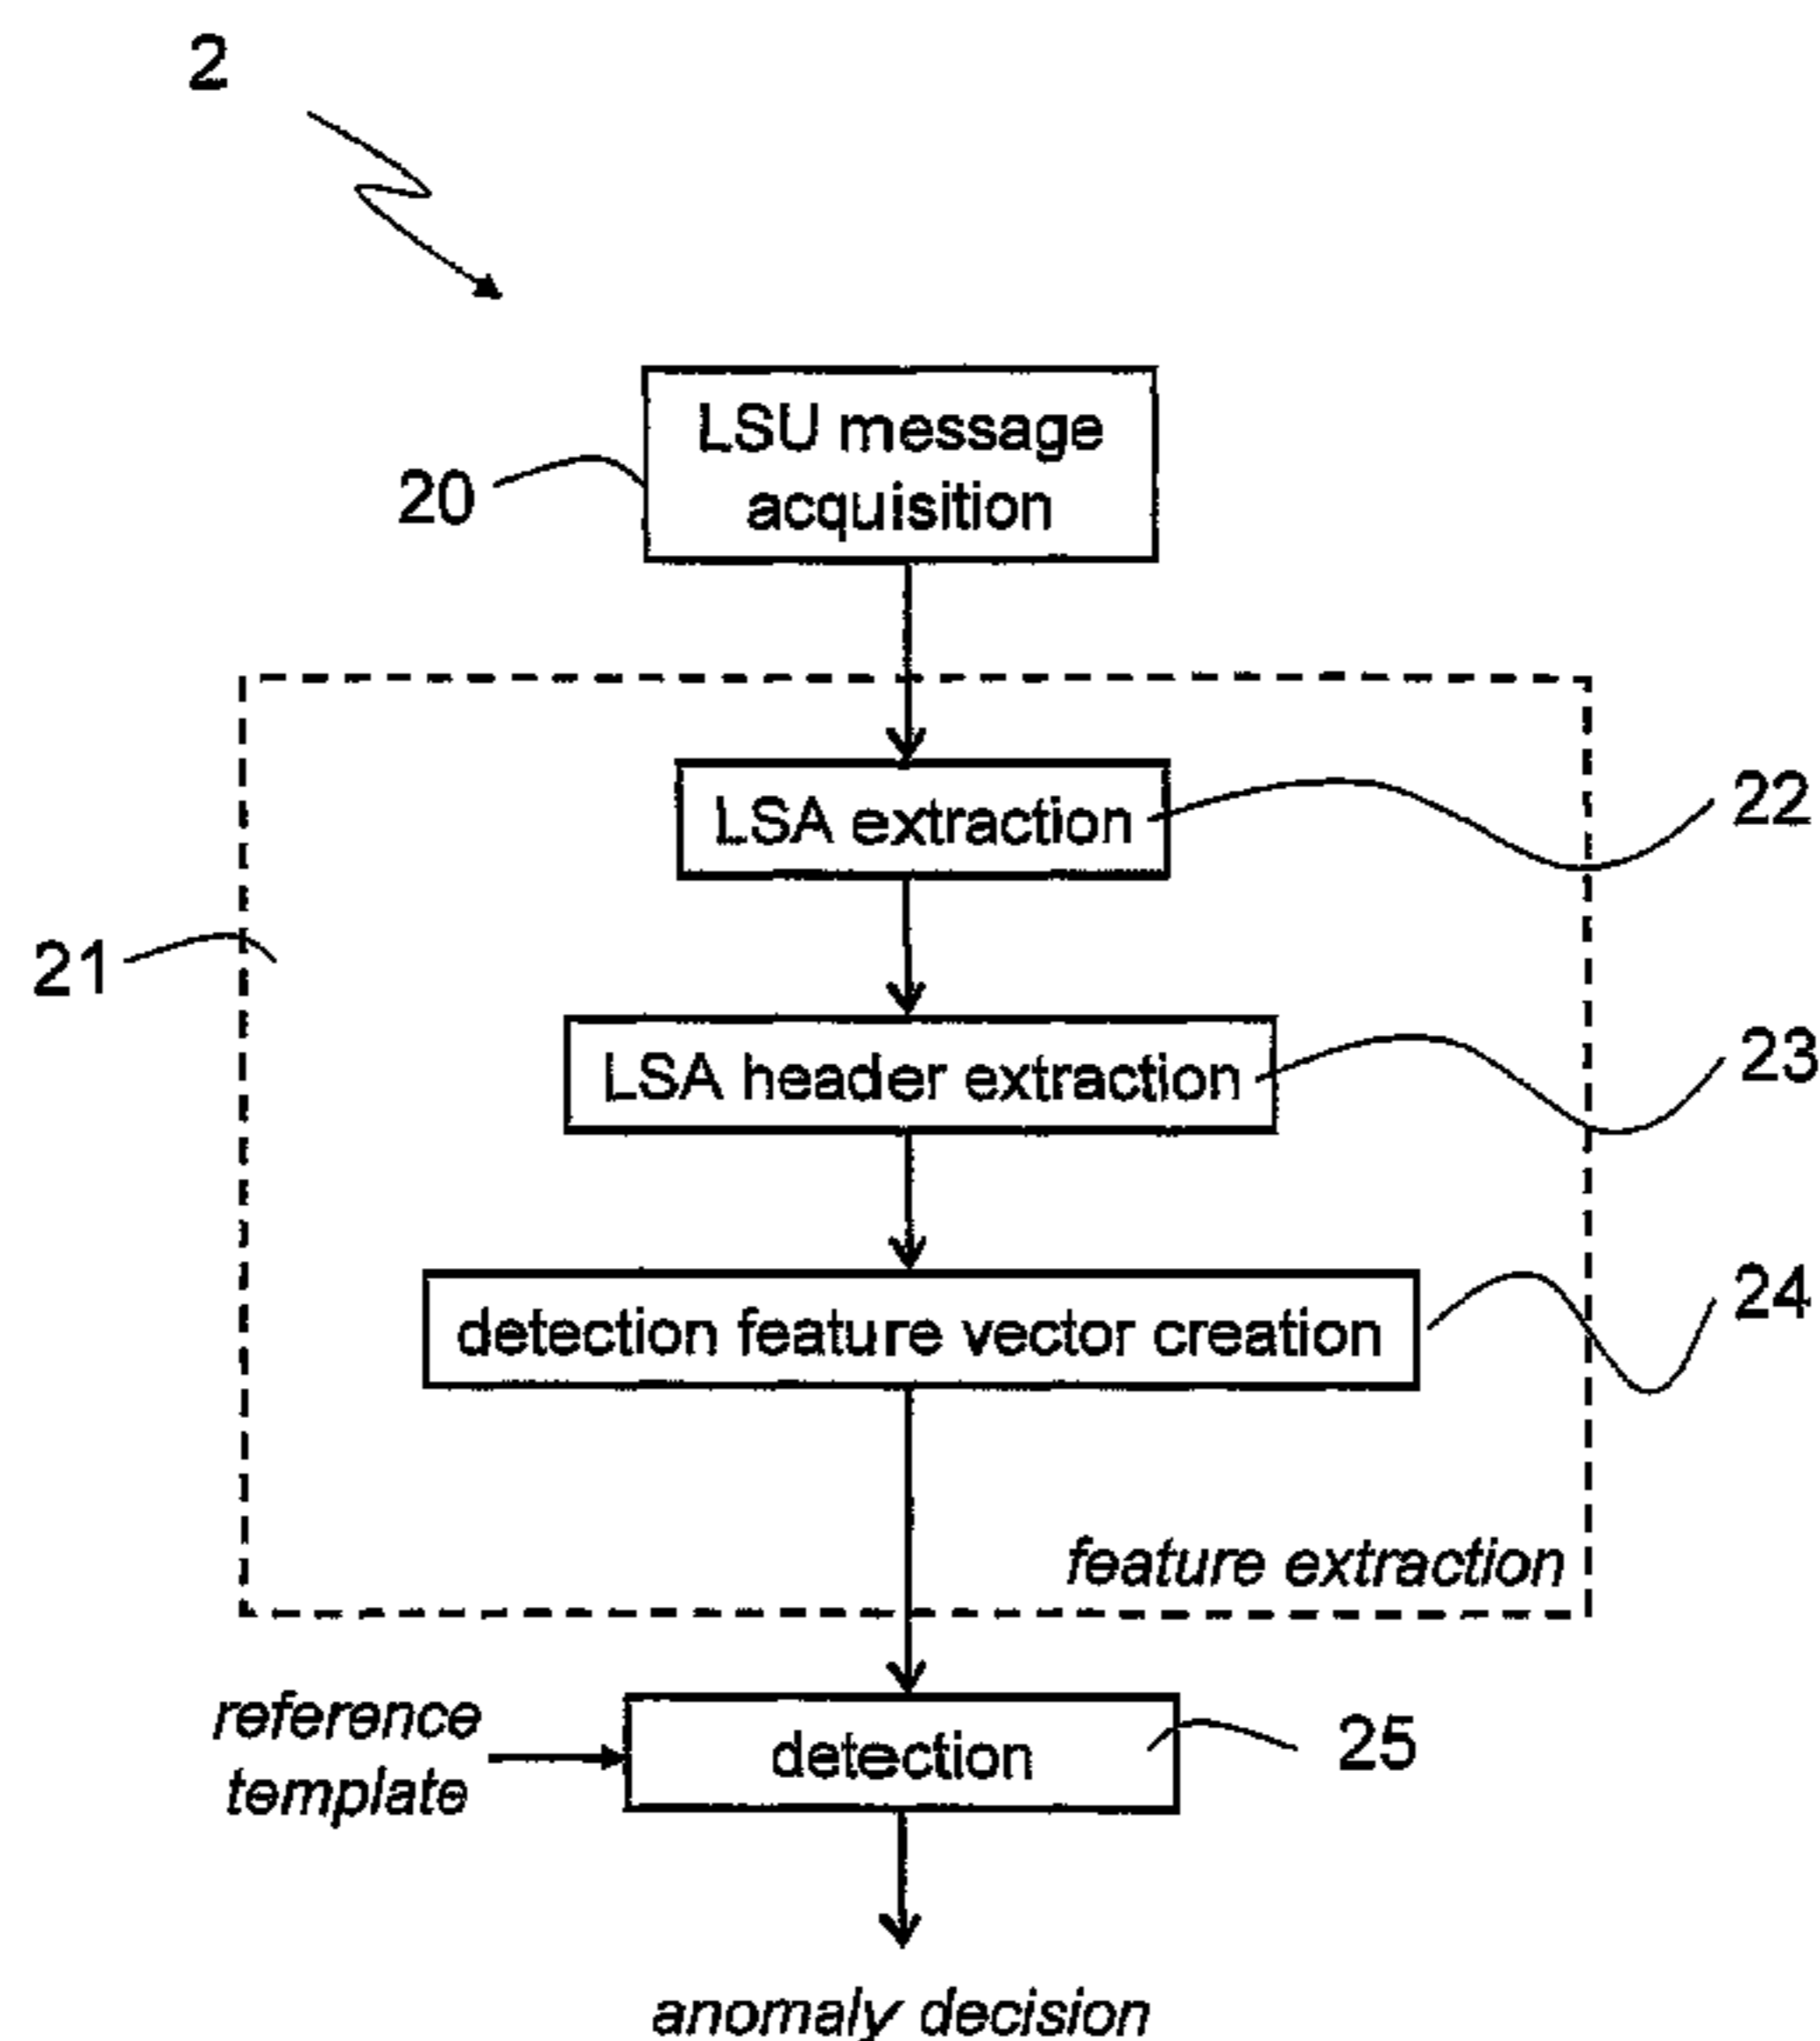 2
LSU message
acquisition
20
LSA extraction
22
21
LSA header extraction
23
detection feature vector creation
24
feature extraction
reference
template
detection
25
anomaly decision